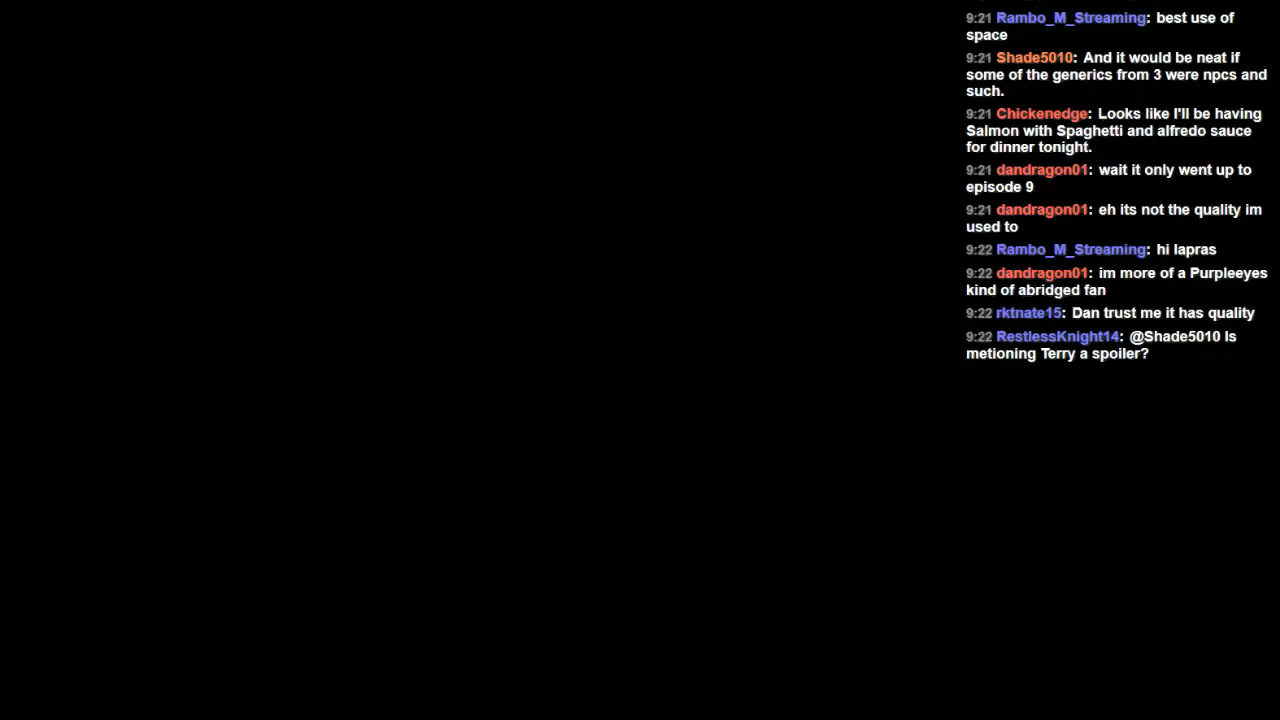 9:21 Rambo_M_Streaming: best use of
space
9:21 Shade5010: And it would be neat if
some of the generics from 3 were npcs and
such.
9:21 Chickenedge: Looks like I'll be having
Salmon with Spaghetti and alfredo sauce
for dinner tonight.
9:21 dandragon01: wait it only went up to
episode 9
9:21 dandragon01: eh its not the quality im
used to
9:22 Rambo_M_Streaming: hi lapras
9:22 dandragon01: im more of a Purpleeyes
kind of abridged fan
9:22 rktnate15: Dan trust me it has quality
9:22 RestlessKnight14: @Shade5010 Is
metioning Terry a spoiler?